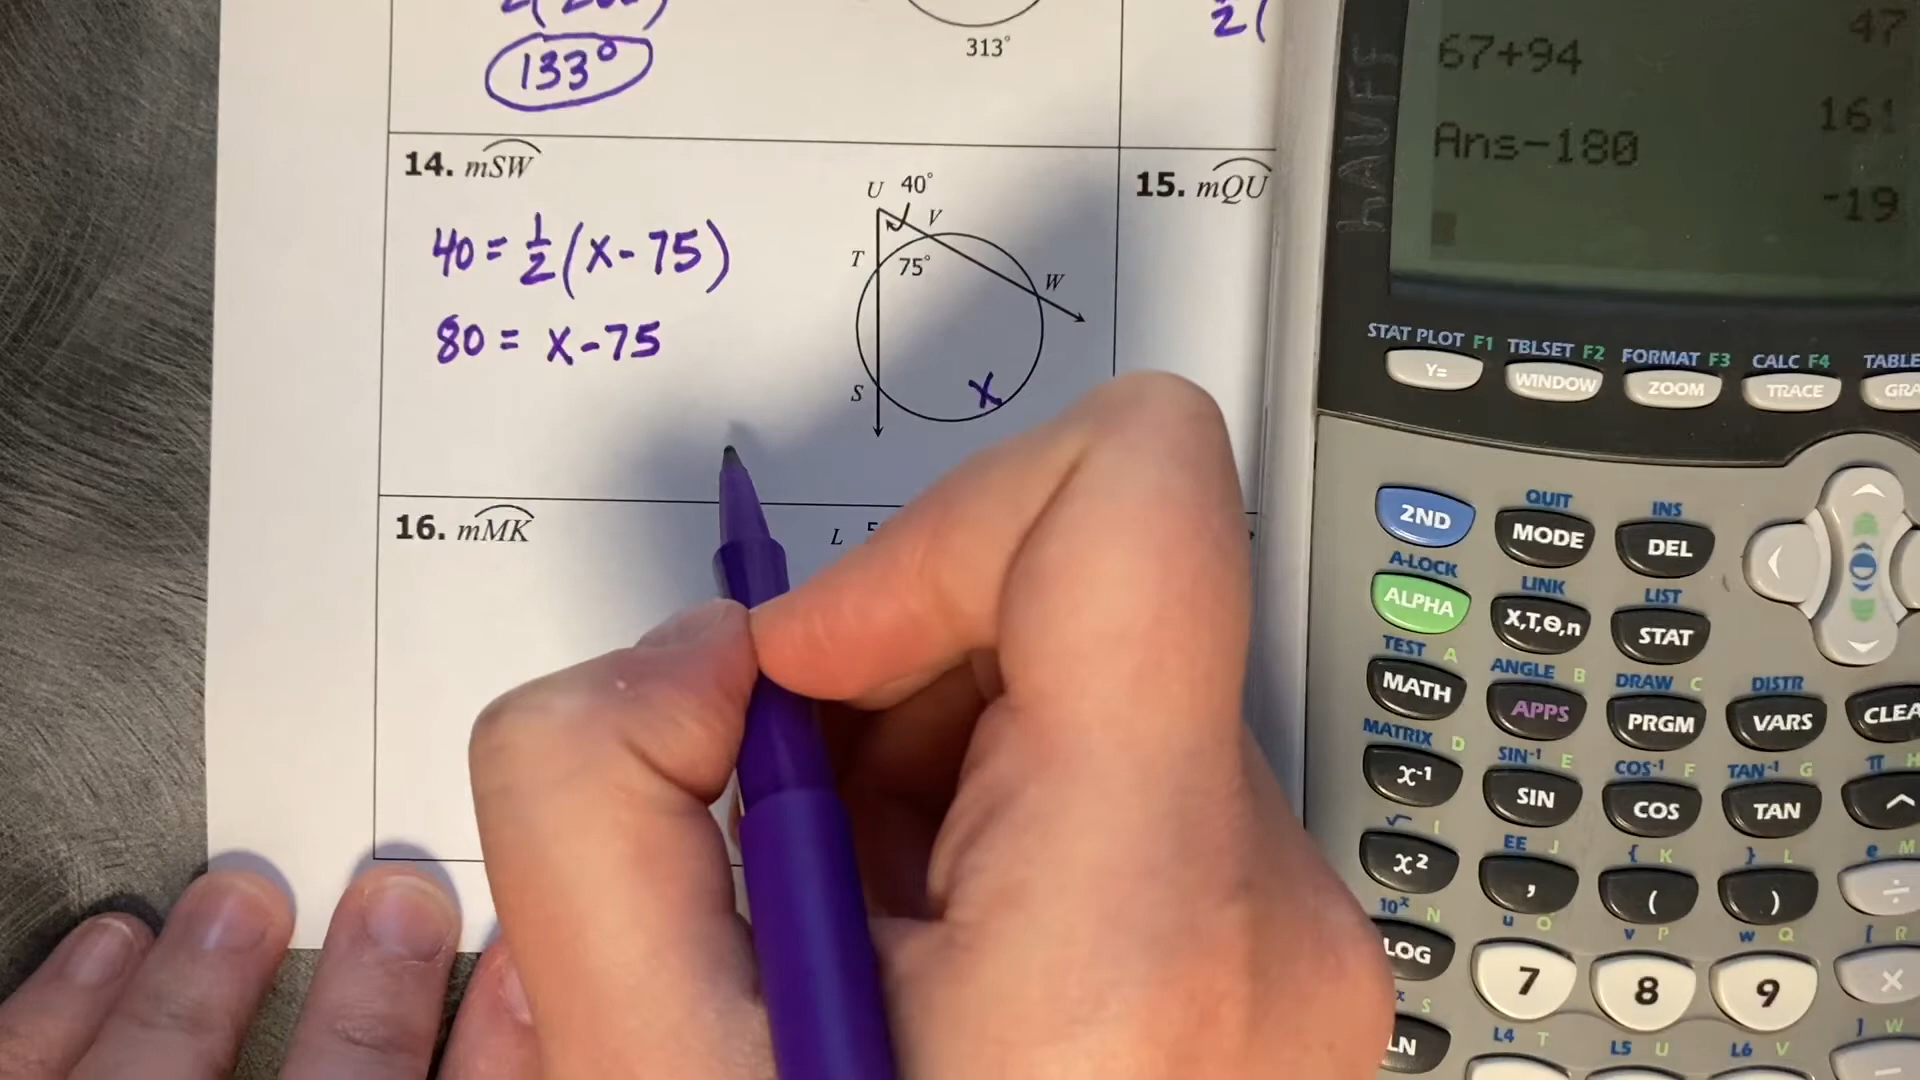 313°
133°
14. mSW
40 = 1/2 (x - 75)
80 = x - 75
U 40°
V
T 75°
W
S
x
15. mQU
16. mMK
L
47
67+94
161
Ans-180
-19
STAT PLOT F1 TBLSET F2 FORMAT F3 CALC F4 TABLE
Y= WINDOW ZOOM TRACE GRA
QUIT INS
2ND MODE DEL
A-LOCK LINK LIST
ALPHA X,T,Θ,n STAT
TEST A ANGLE B DRAW C DISTR
MATH APPS PRGM VARS CLEA
MATRIX D SIN-1 E COS-1 F TAN-1 G π H
x-1 SIN COS TAN ^
√ I EE J { K } L e M
x2 , ( ) ÷
10x N u O v P w Q [ R
LOG 7 8 9 ×
x S L4 T L5 U L6 V ] W
LN −